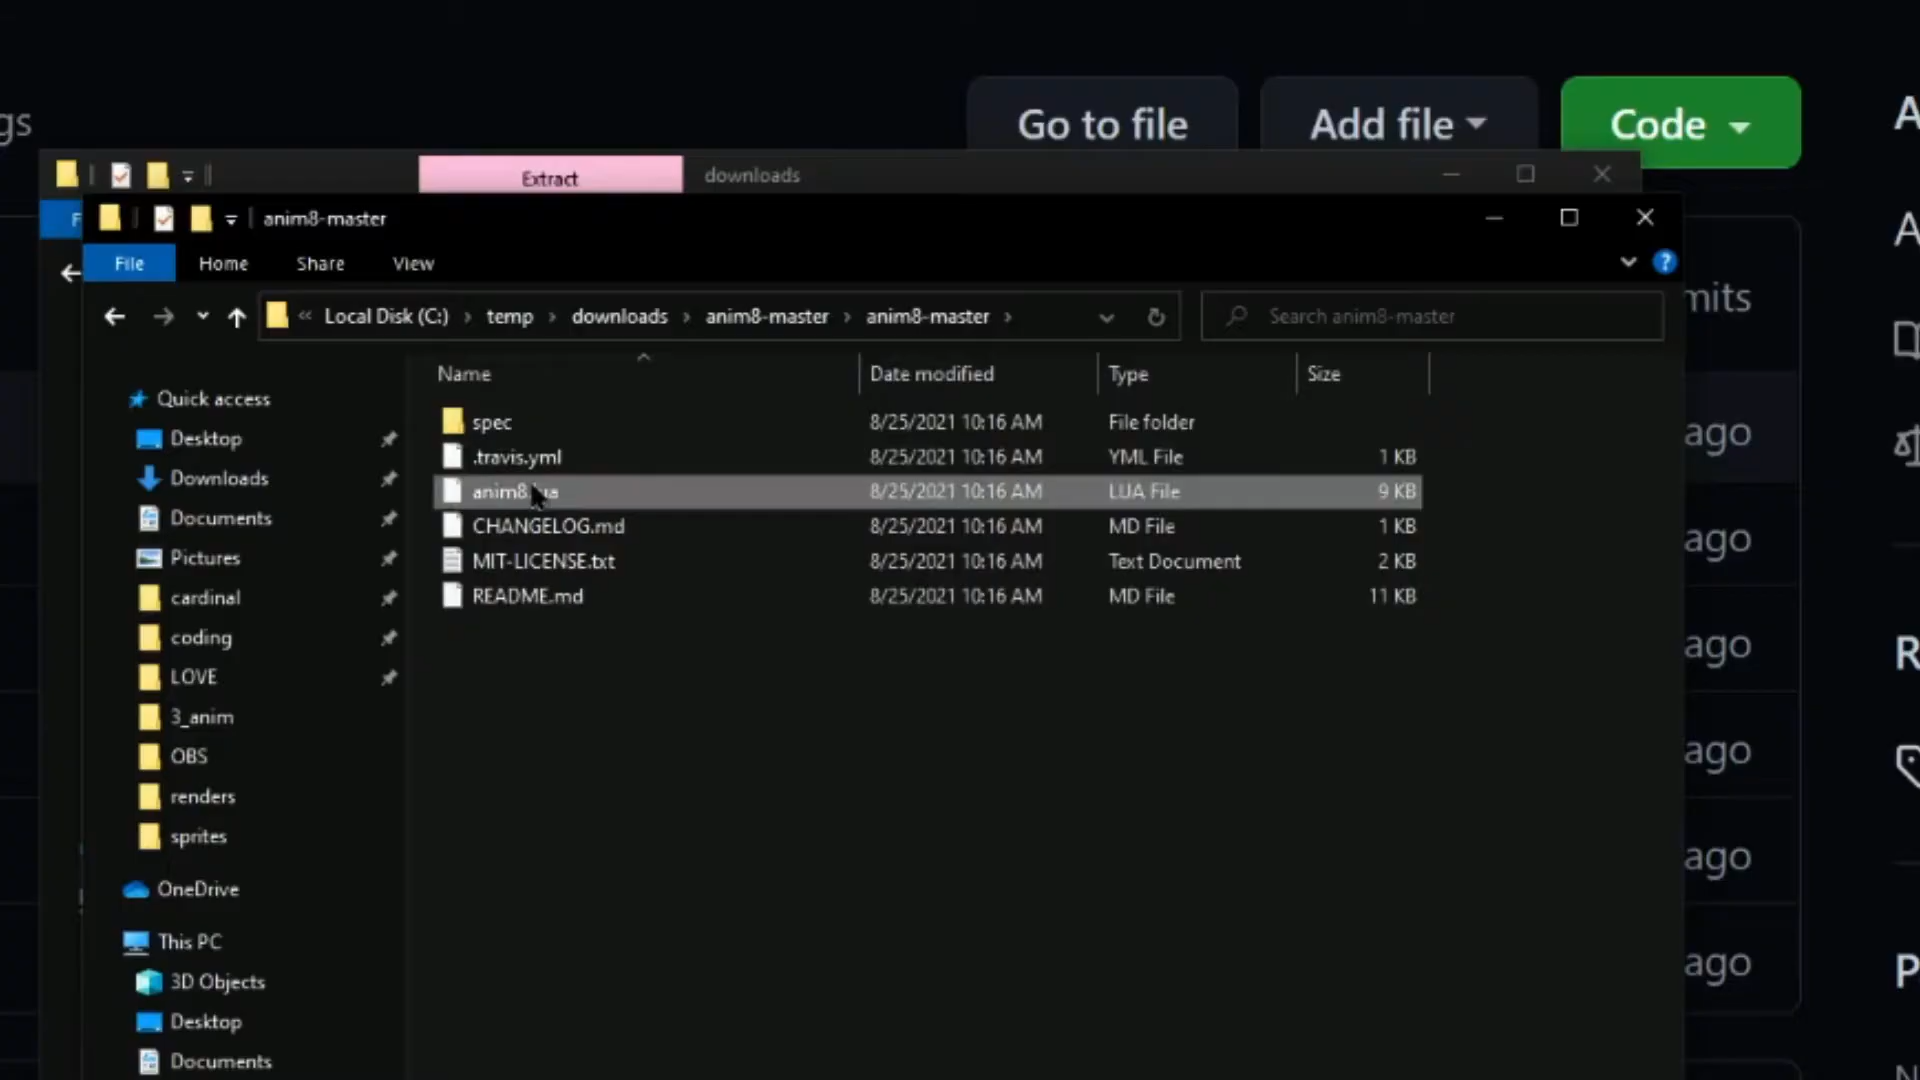 gs
Go to file
Add file
Code
A
Extract
downloads
F
anim8-master
File
Home
Share
View
A
mits
« Local Disk (C:) › temp › downloads › anim8-master › anim8-master ›
Search anim8-master
Name
Date modified
Type
Size
Quick access
Desktop
Downloads
Documents
Pictures
cardinal
coding
LOVE
3_anim
OBS
renders
sprites
OneDrive
This PC
3D Objects
Desktop
Documents
spec 8/25/2021 10:16 AM File folder
.travis.yml 8/25/2021 10:16 AM YML File 1 KB
8/25/2021 10:16 AM LUA File 9 KB
CHANGELOG.md 8/25/2021 10:16 AM MD File 1 KB
MIT-LICENSE.txt 8/25/2021 10:16 AM Text Document 2 KB
README.md 8/25/2021 10:16 AM MD File 11 KB
ago
ago
ago
ago
ago
ago
R
P